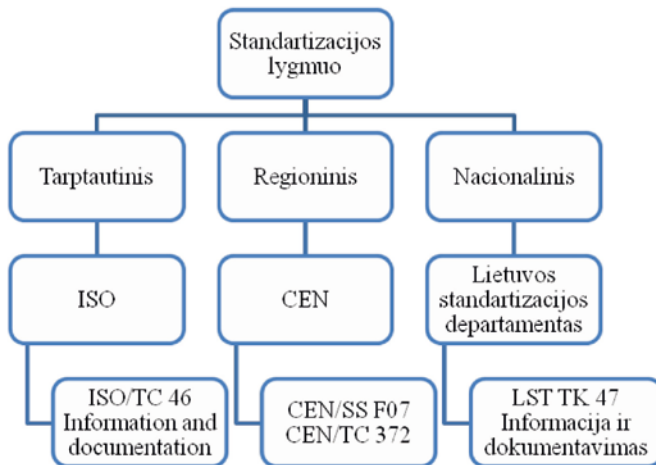 Standartizacijos
lygmuo
Tarptautinis
Regioninis
Nacionalinis
ISO
CEN
Lietuvos
standartizacijos
departamentas
ISO/TC 46
Information and
documentation
CEN/SS F07
CEN/TC 372
LST TK 47
Informacija ir
dokumentavimas